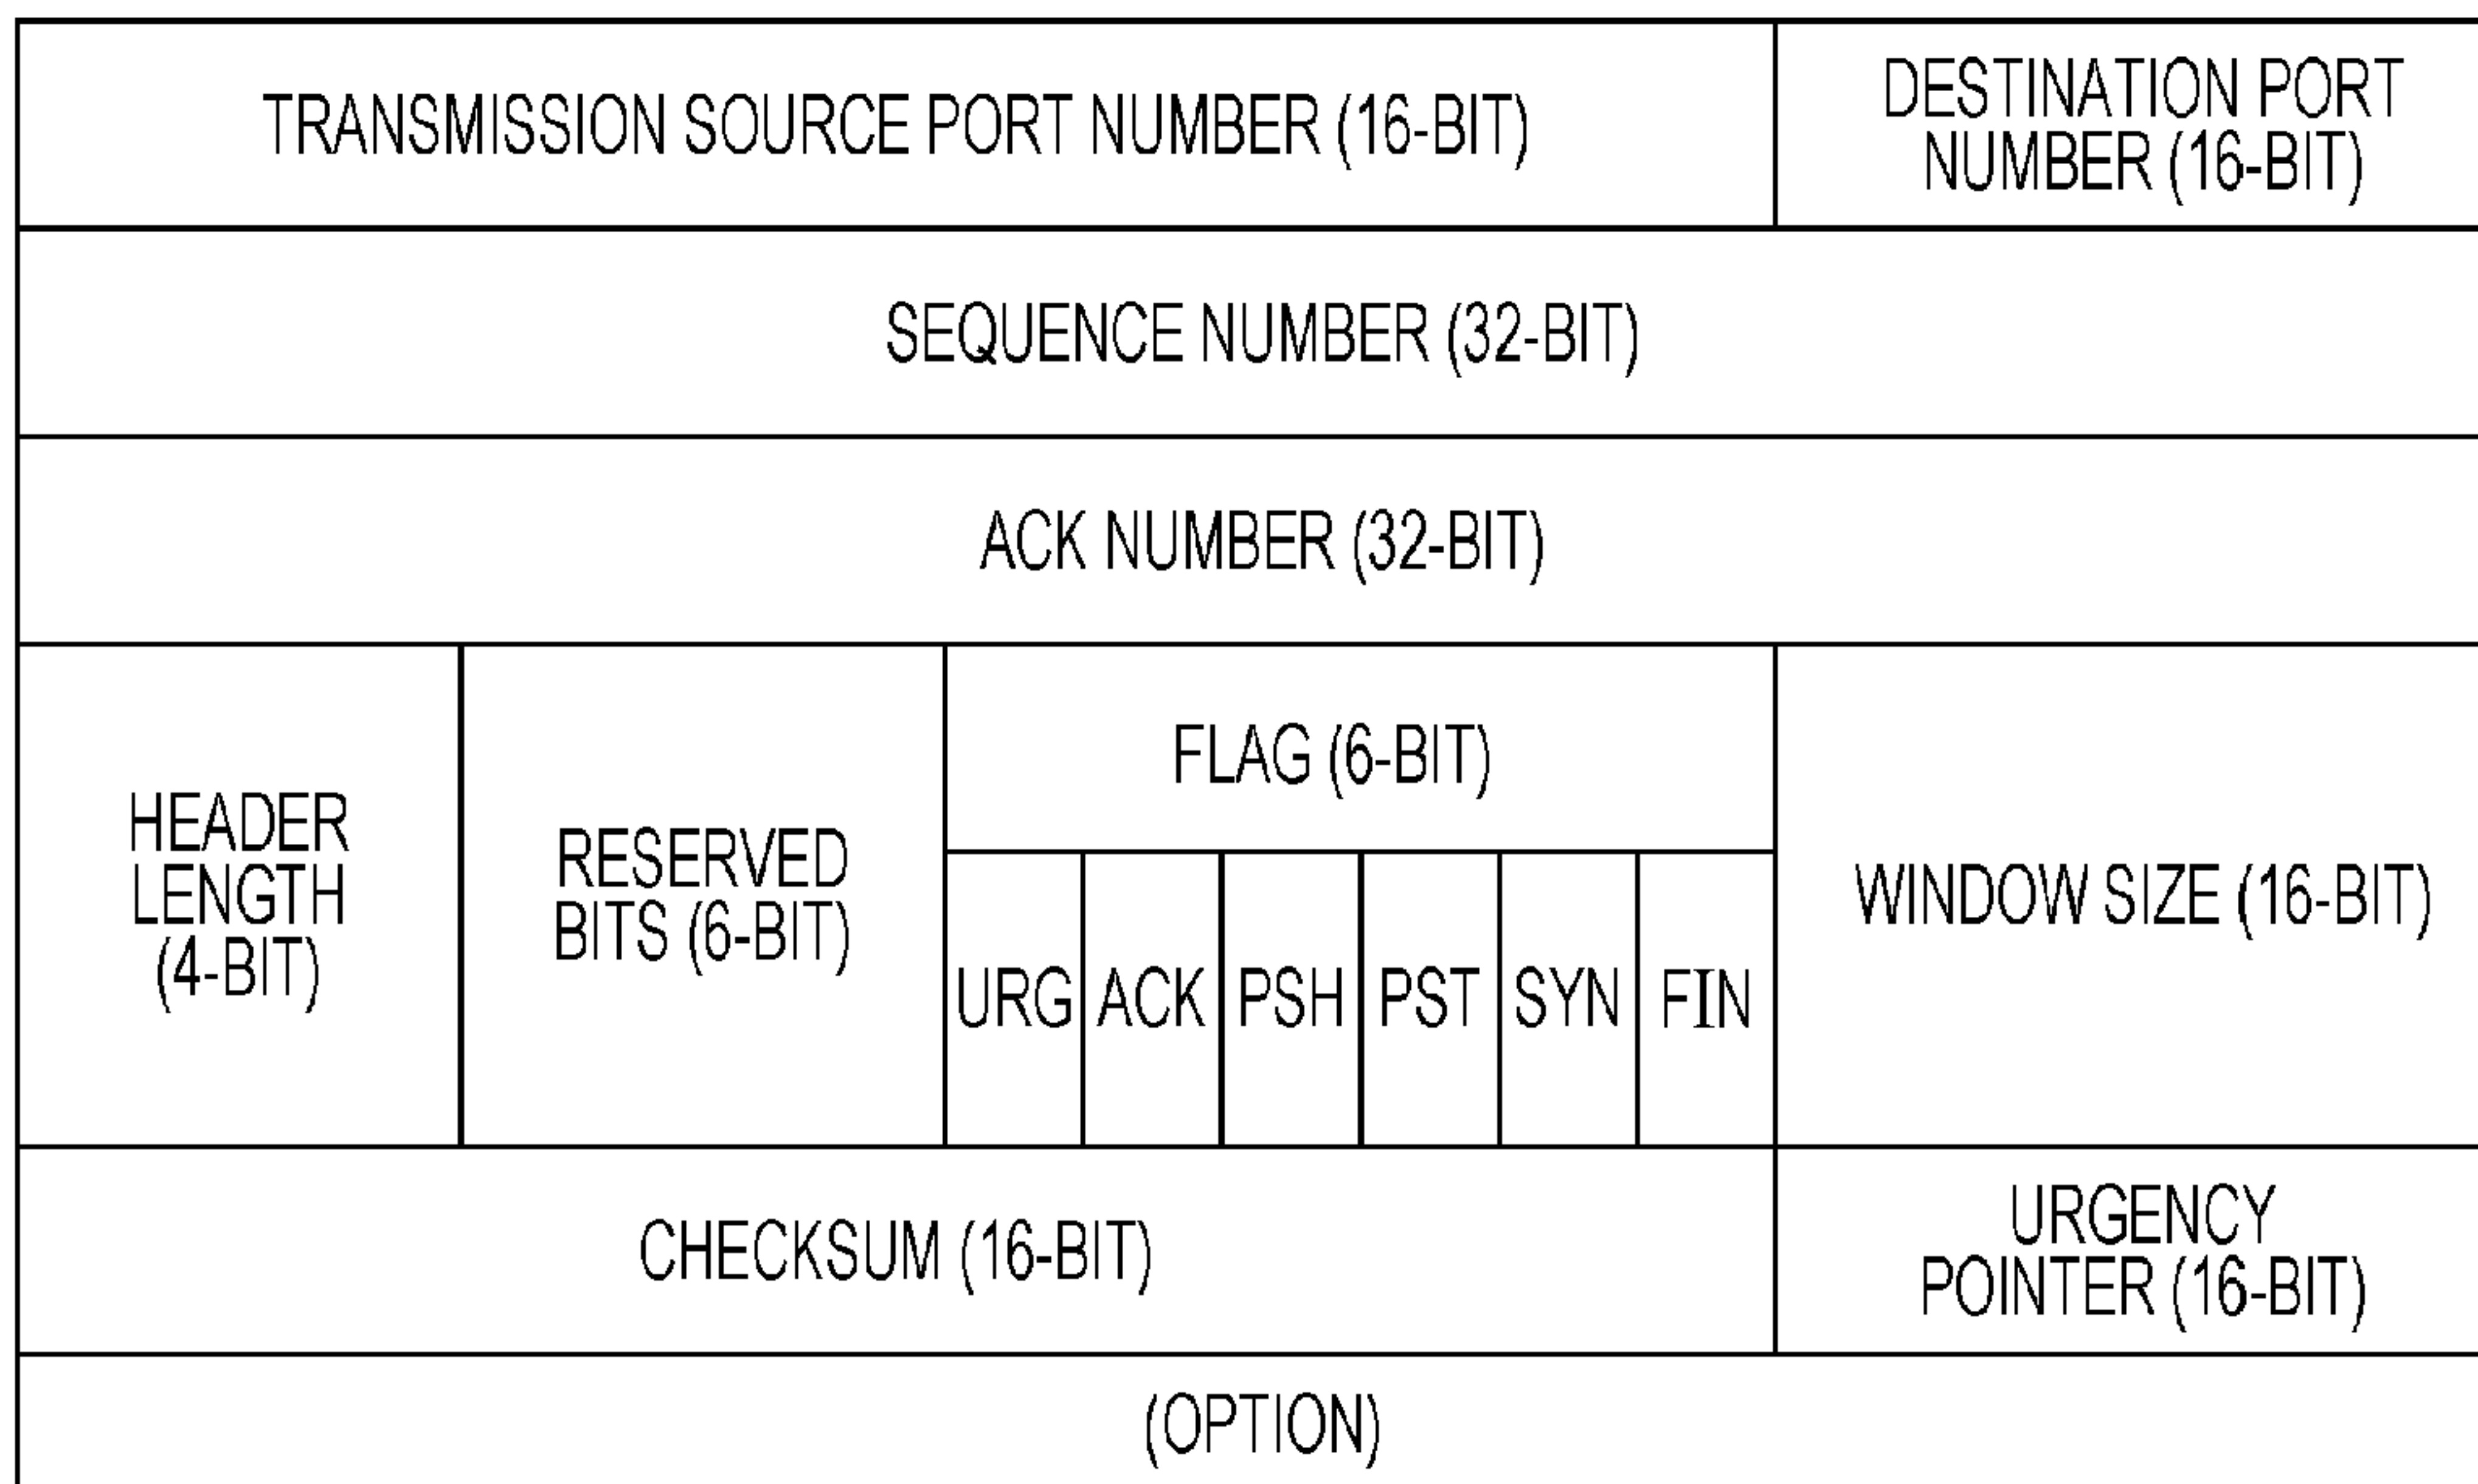 TRANSMISSION SOURCE PORT NUMBER (16-BIT)
DESTINATION PORT
NUMBER (16-BIT)
SEQUENCE NUMBER (32-BIT)
ACK NUMBER (32-BIT)
HEADER
LENGTH
(4-BIT)
RESERVED
BITS (6-BIT)
FLAG (6-BIT)
URG
ACK
PSH
PST
SYN
FIN
WINDOW SIZE (16-BIT)
CHECKSUM (16-BIT)
URGENCY
POINTER (16-BIT)
(OPTION)